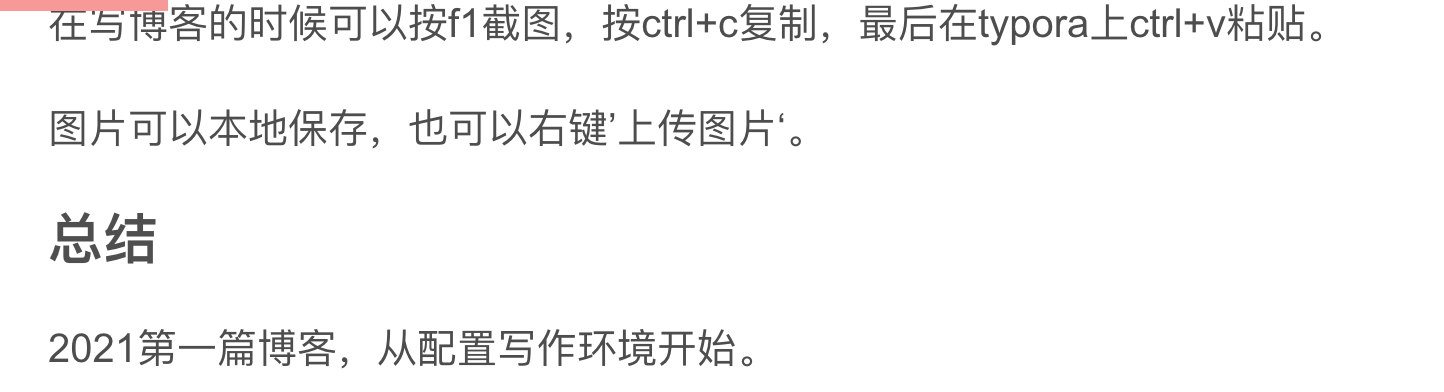 在写博客的时候可以按f1截图，按ctrl+c复制，最后在typora上ctrl+v粘贴。
图片可以本地保存，也可以右键’上传图片‘。
总结
2021第一篇博客，从配置写作环境开始。